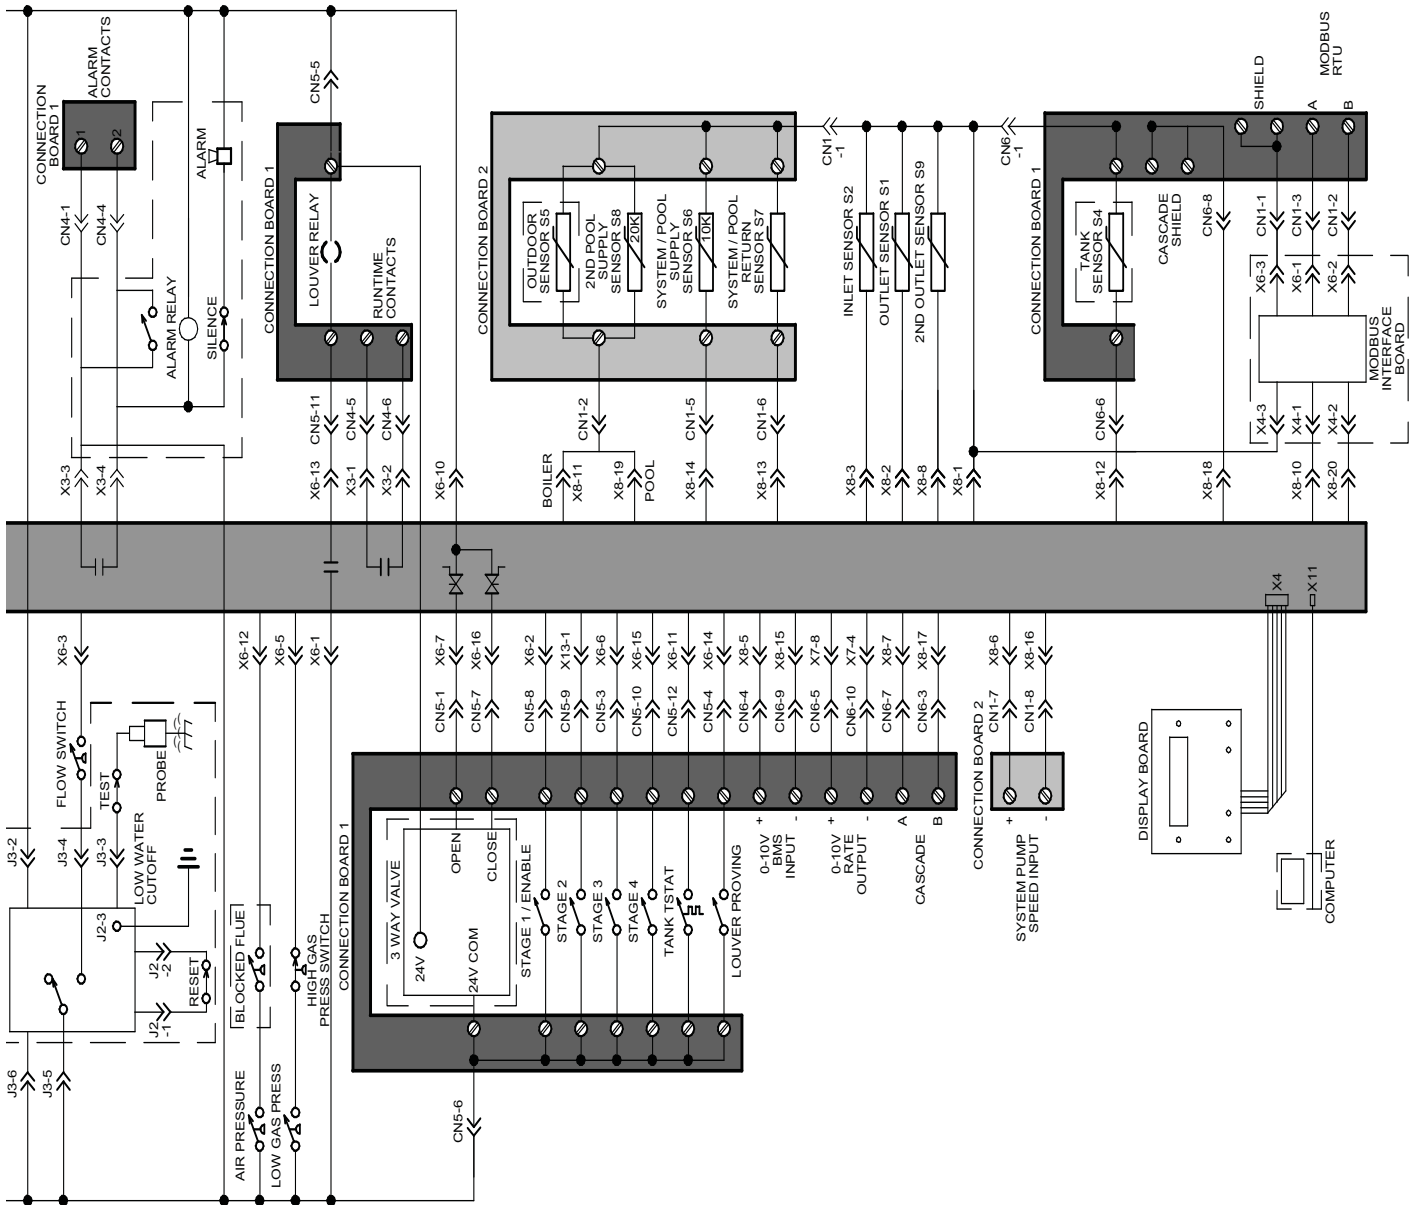 CONNECTION
BOARD 1
ALARM
CONTACTS
1
2
CN4-1
CN4-4
ALARM
ALARM RELAY
SILENCE
X3-3
X3-4
CN5-5
CONNECTION BOARD 1
LOUVER RELAY
RUNTIME
CONTACTS
CN5-11
CN4-5
CN4-6
X6-13
X3-1
X3-2
X6-10
CONNECTION BOARD 2
OUTDOOR
SENSOR S5
2ND POOL
SUPPLY
SENSOR S8
20K
SYSTEM / POOL
SUPPLY
SENSOR S6
10K
SYSTEM / POOL
RETURN
SENSOR S7
CN1-2
CN1-5
CN1-6
BOILER
X8-11
X8-19
POOL
X8-14
X8-13
CN1
-1
INLET SENSOR S2
OUTLET SENSOR S1
2ND OUTLET SENSOR S9
X8-3
X8-2
X8-8
X8-1
CN6
-1
CONNECTION BOARD 1
TANK
SENSOR S4
CASCADE
SHIELD
CN6-6
X8-12
CN6-8
X8-18
SHIELD
A
B
MODBUS
RTU
CN1-1
CN1-3
CN1-2
X6-3
X6-1
X6-2
MODBUS
INTERFACE
BOARD
X4-3
X4-1
X4-2
X8-10
X8-20
X4
X11
J3-2
X6-3
FLOW SWITCH
J3-4
TEST
J3-3
PROBE
LOW WATER
CUTOFF
J2-3
J2
-2
J2
-1
RESET
J3-6
J3-5
X6-12
X6-5
X6-1
BLOCKED FLUE
HIGH GAS
PRESS SWITCH
AIR PRESSURE
LOW GAS PRESS
X6-7
X6-16
CN5-1
CN5-7
X6-2
X13-1
X6-6
X6-15
X6-11
X6-14
X8-5
X8-15
X7-8
X7-4
X8-7
X8-17
CN5-8
CN5-9
CN5-3
CN5-10
CN5-12
CN5-4
CN6-4
CN6-9
CN6-5
CN6-10
CN6-7
CN6-3
CONNECTION BOARD 1
3 WAY VALVE
24V
OPEN
CLOSE
24V COM
STAGE 1 / ENABLE
STAGE 2
STAGE 3
STAGE 4
TANK TSTAT
LOUVER PROVING
+
0-10V
BMS
INPUT
-
+
0-10V
RATE
OUTPUT
-
A
CASCADE
B
CN5-6
X8-6
X8-16
CN1-7
CN1-8
CONNECTION BOARD 2
+
SYSTEM PUMP
SPEED INPUT
-
DISPLAY BOARD
COMPUTER